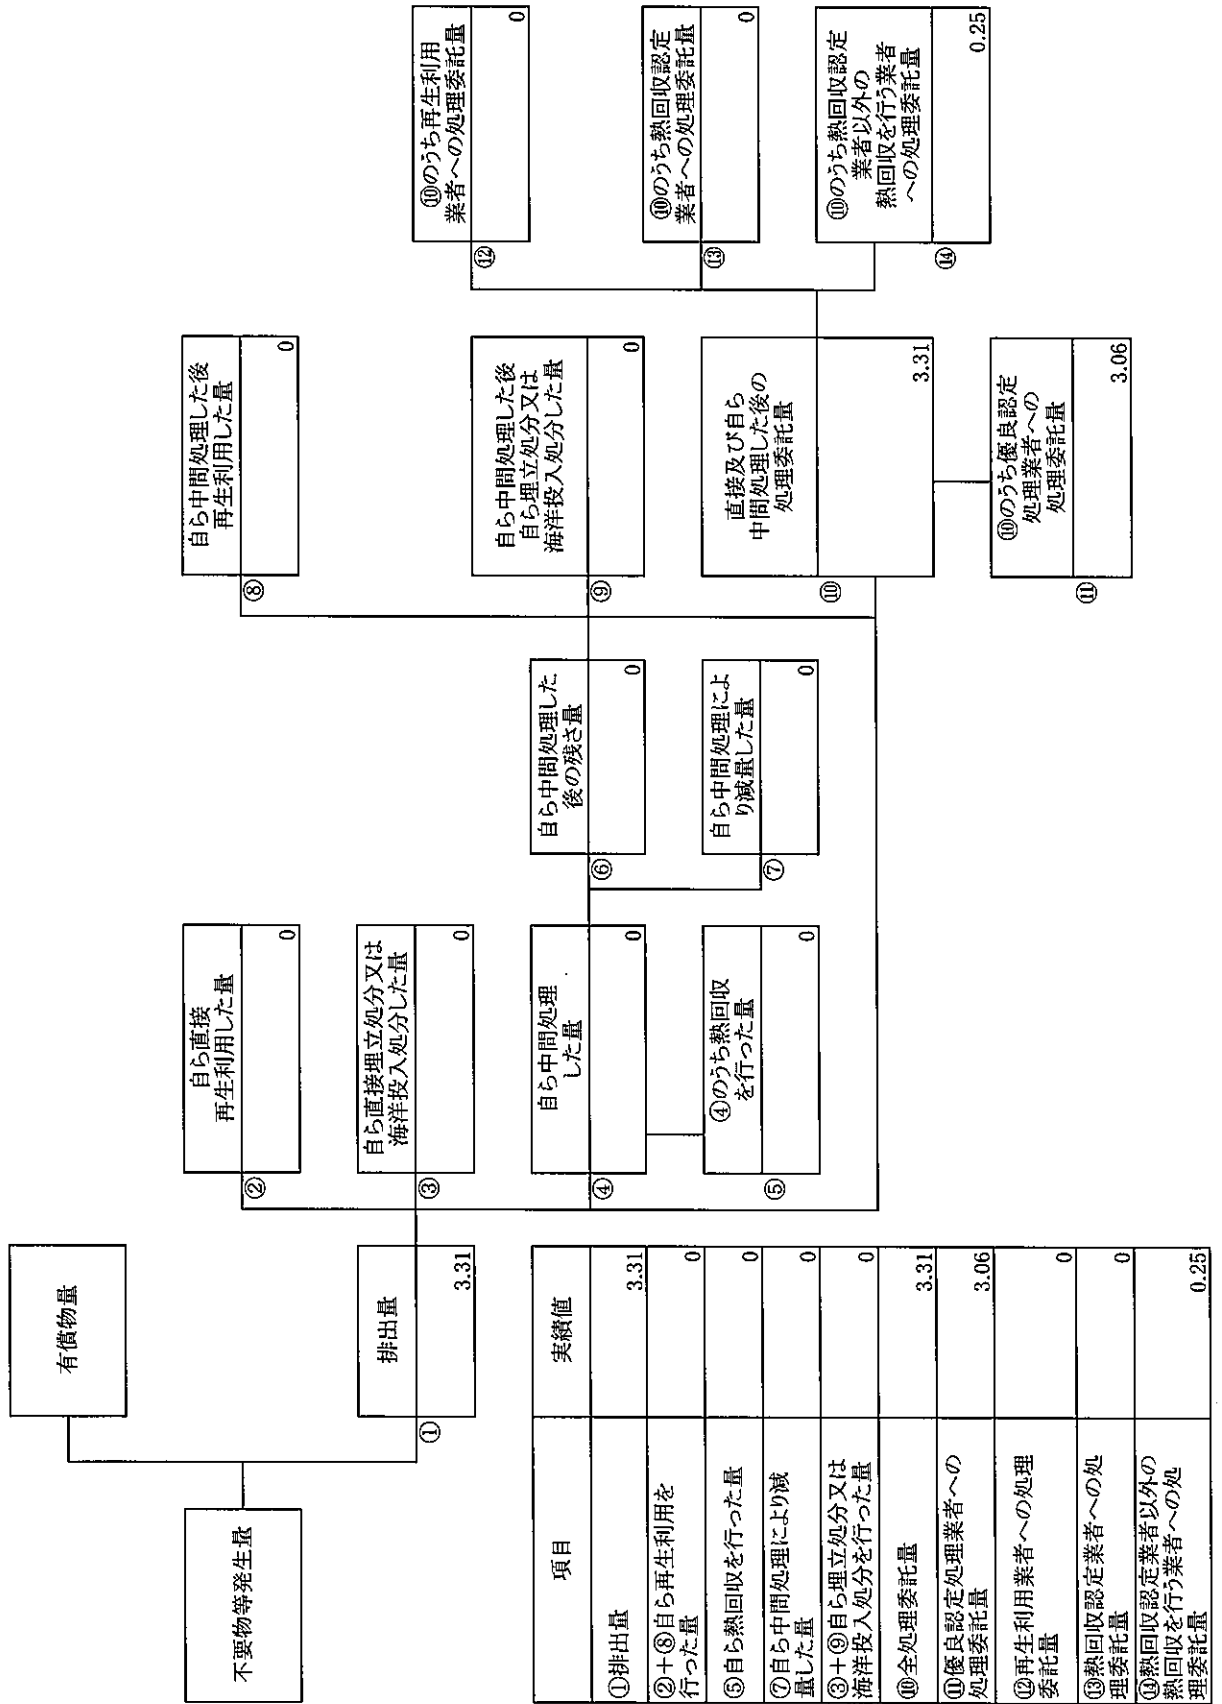 不要物等発生量
有償物量
排出量
①
3.31
自ら直接
再生利用した量
②
0
自ら直接埋立処分又は
海洋投入処分した量
③
0
自ら中間処理
した量
④
0
④のうち熱回収
を行った量
⑤
0
自ら中間処理した
後の残さ量
⑥
0
自ら中間処理によ
り減量した量
⑦
0
自ら中間処理した後
再生利用した量
⑧
0
自ら中間処理した後
自ら埋立処分又は
海洋投入処分した量
⑨
0
直接及び自ら
中間処理した後の
処理委託量
⑩
3.31
⑩のうち優良認定
処理業者への
処理委託量
⑪
3.06
⑩のうち再生利用
業者への処理委託量
⑫
0
⑩のうち熱回収認定
業者への処理委託量
⑬
0
⑩のうち熱回収認定
業者以外の
熱回収を行う業者
への処理委託量
⑭
0.25
項目 実績値
①排出量 3.31
②+⑧自ら再生利用を
行った量 0
⑤自ら熱回収を行った量 0
⑦自ら中間処理により減
量した量 0
③+⑨自ら埋立処分又は
海洋投入処分を行った量 0
⑩全処理委託量 3.31
⑪優良認定処理業者への
処理委託量 3.06
⑫再生利用業者への処理
委託量 0
⑬熱回収認定業者への処
理委託量 0
⑭熱回収認定業者以外の
熱回収を行う業者への処
理委託量 0.25